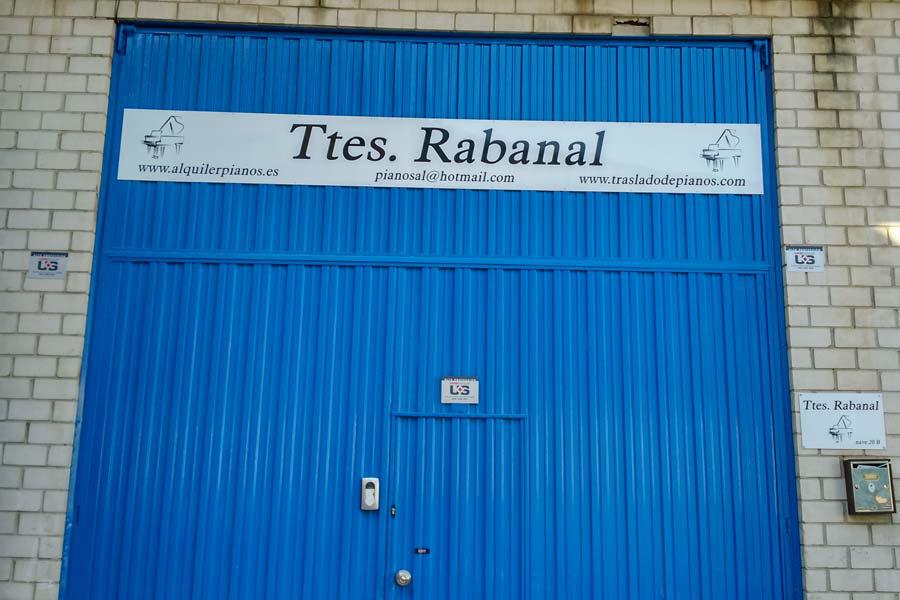 Ttes. Rabanal
www.alquilerpianos.es
pianosal@hotmail.com
www.trasladodepianos.com
Ttes. Rabanal
nave 20 B